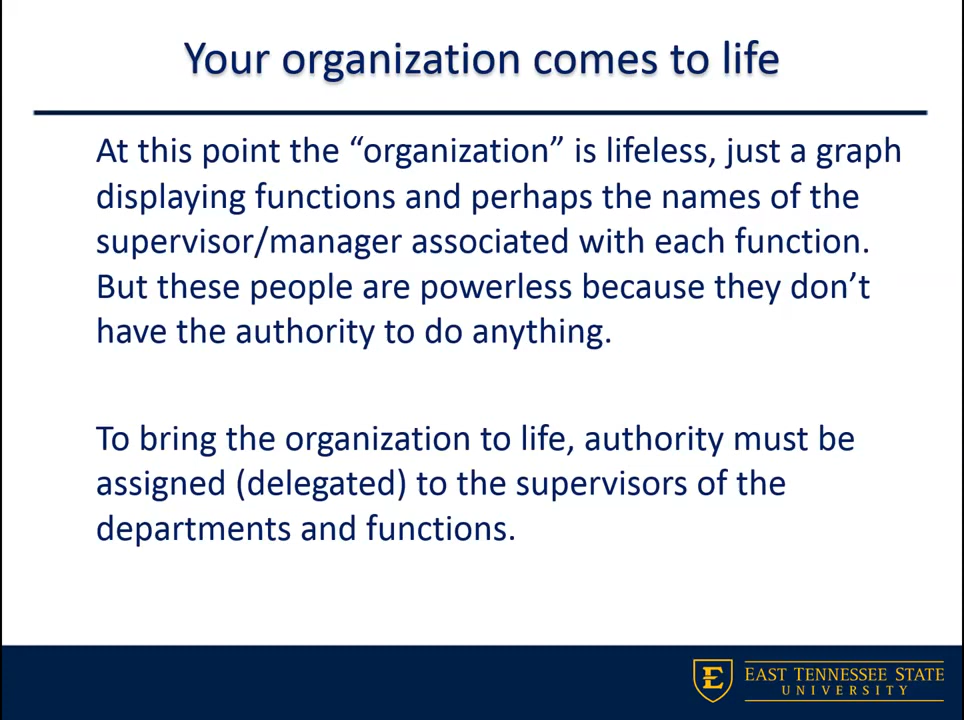 Your organization comes to life
At this point the “organization” is lifeless, just a graph
displaying functions and perhaps the names of the
supervisor/manager associated with each function.
But these people are powerless because they don’t
have the authority to do anything.
To bring the organization to life, authority must be
assigned (delegated) to the supervisors of the
departments and functions.
E
EAST TENNESSEE STATE
UNIVERSITY